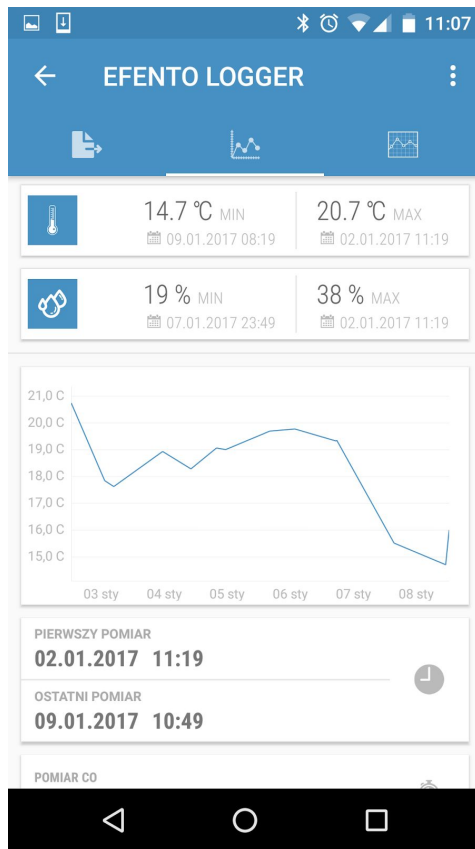 11:07
EFENTO LOGGER
14.7 °C MIN
09.01.2017 08:19
20.7 °C MAX
02.01.2017 11:19
19 % MIN
07.01.2017 23:49
38 % MAX
02.01.2017 11:19
21,0 C
20,0 C
19,0 C
18,0 C
17,0 C
16,0 C
15,0 C
03 sty 04 sty 05 sty 06 sty 07 sty 08 sty
PIERWSZY POMIAR
02.01.2017 11:19
OSTATNI POMIAR
09.01.2017 10:49
POMIAR CO